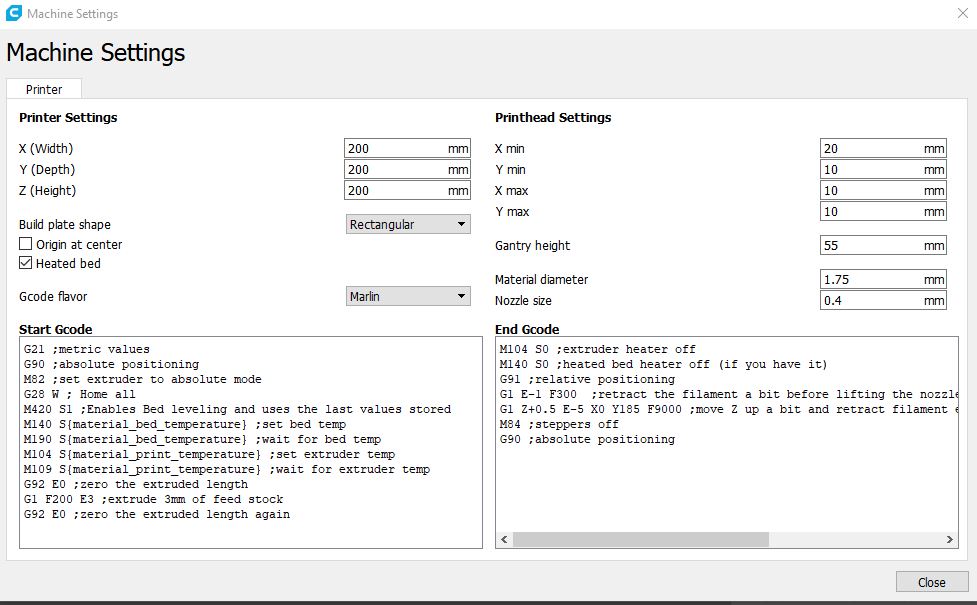 Machine Settings
Machine Settings
Printer
Printer Settings
X (Width) 200 mm
Y (Depth) 200 mm
Z (Height) 200 mm
Build plate shape Rectangular
Origin at center
Heated bed
Gcode flavor Marlin
Printhead Settings
X min 20 mm
Y min 10 mm
X max 10 mm
Y max 10 mm
Gantry height 55 mm
Material diameter 1.75 mm
Nozzle size 0.4 mm
Start Gcode
G21 ;metric values
G90 ;absolute positioning
M82 ;set extruder to absolute mode
G28 W ; Home all
M420 S1 ;Enables Bed leveling and uses the last values stored
M140 S{material_bed_temperature} ;set bed temp
M190 S{material_bed_temperature} ;wait for bed temp
M104 S{material_print_temperature} ;set extruder temp
M109 S{material_print_temperature} ;wait for extruder temp
G92 E0 ;zero the extruded length
G1 F200 E3 ;extrude 3mm of feed stock
G92 E0 ;zero the extruded length again
End Gcode
M104 S0 ;extruder heater off
M140 S0 ;heated bed heater off (if you have it)
G91 ;relative positioning
G1 E-1 F300  ;retract the filament a bit before lifting the nozzle
G1 Z+0.5 E-5 X0 Y185 F9000 ;move Z up a bit and retract filament e
M84 ;steppers off
G90 ;absolute positioning
Close